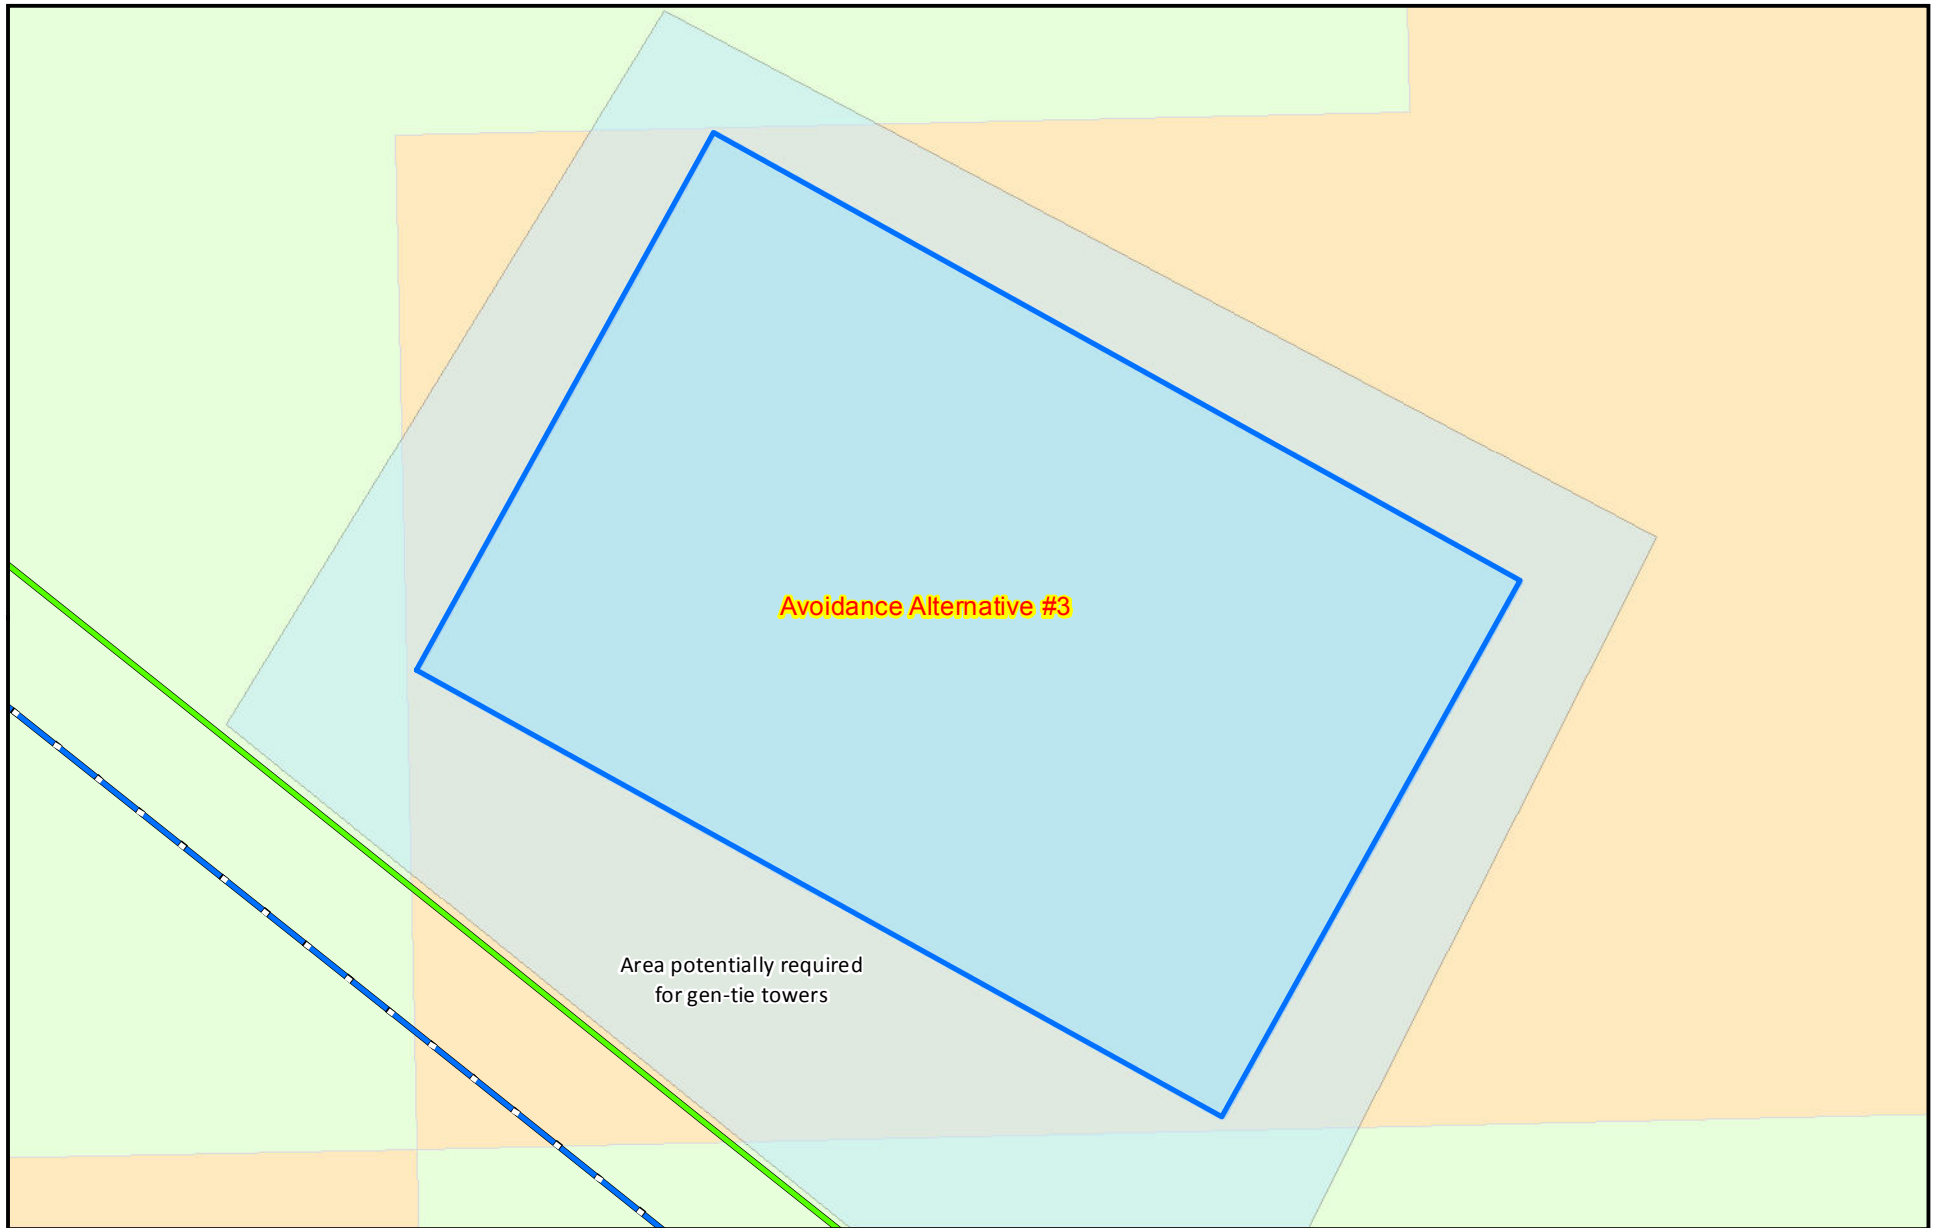 Avoidance Alternative #3
Area potentially required
for gen-tie towers